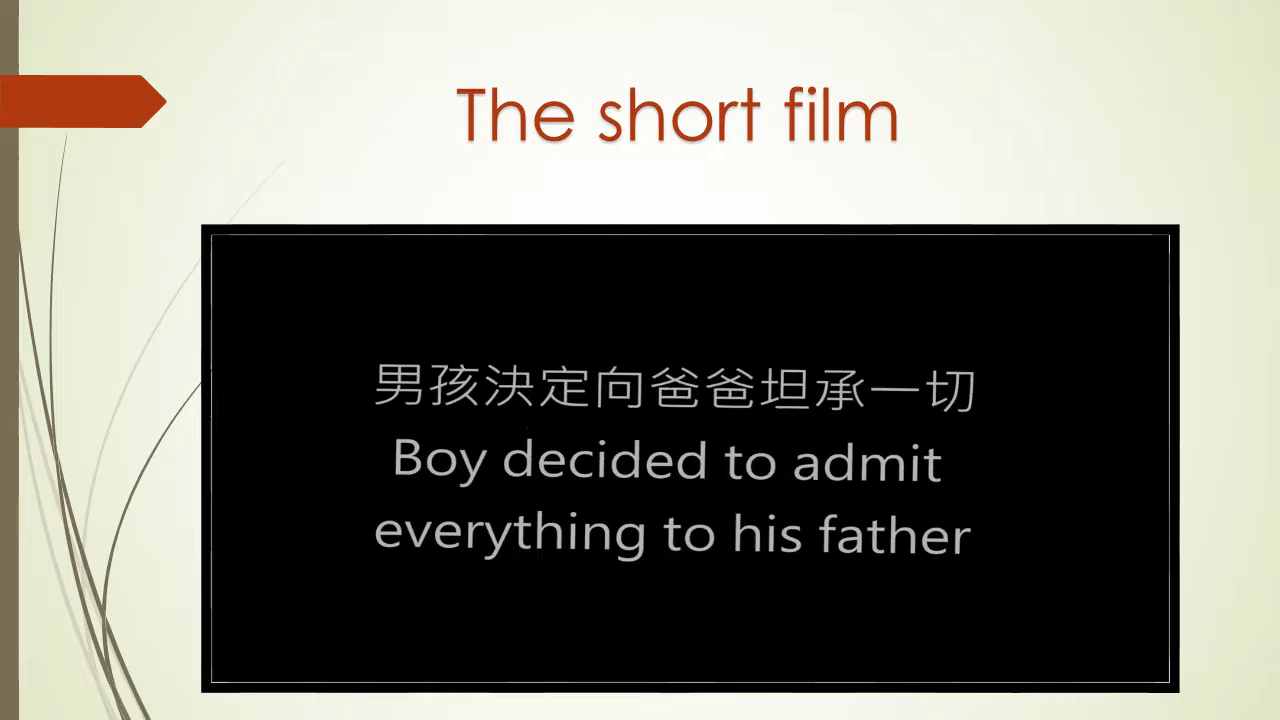 The short film
男孩決定向爸爸坦承一切
Boy decided to admit
everything to his father